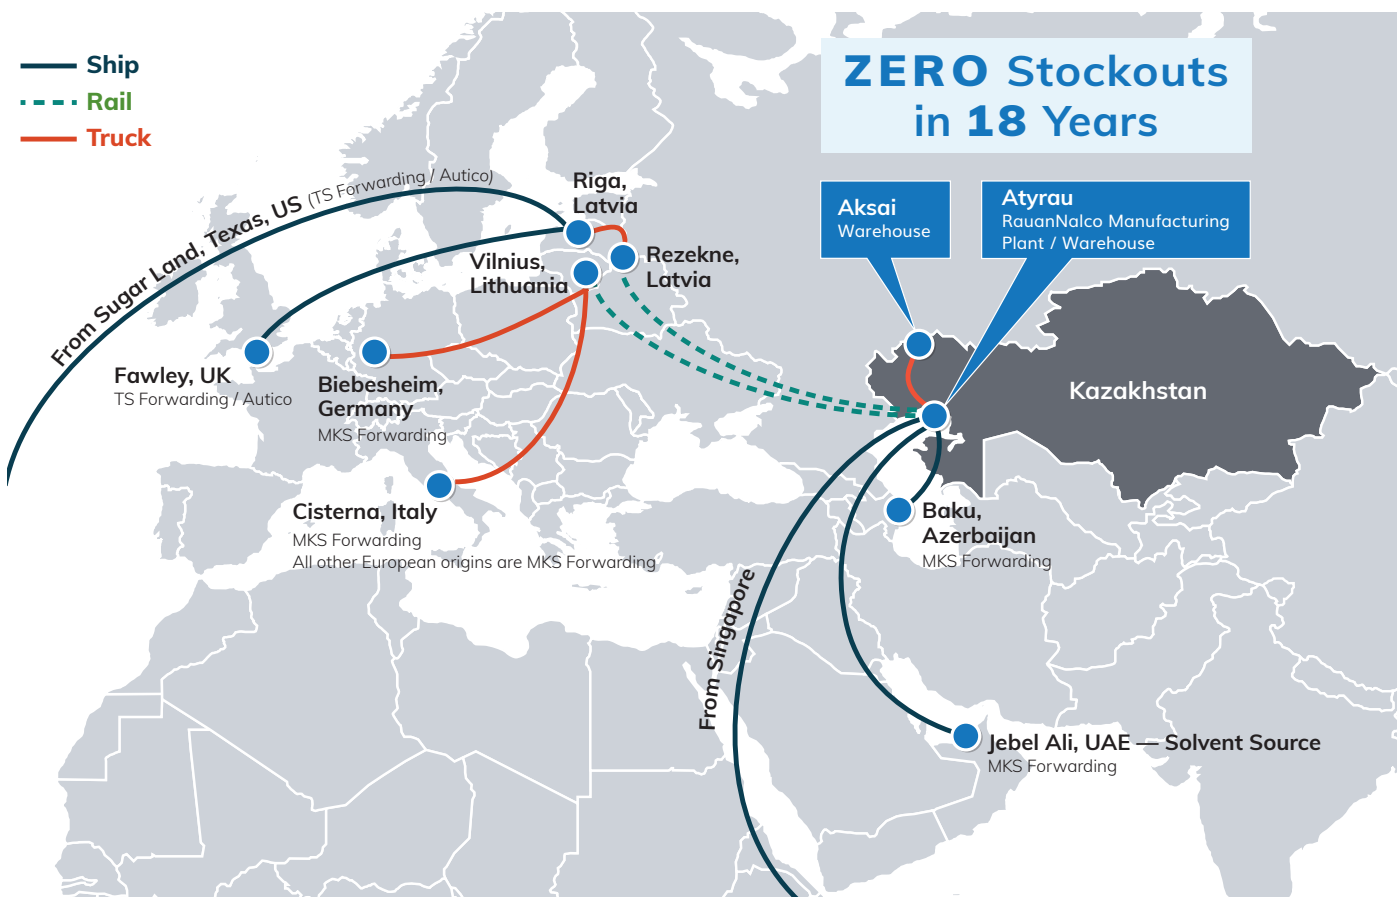 Ship
Rail
Truck
ZERO Stockouts
in 18 Years
From Sugar Land, Texas, US (TS Forwarding / Autico)
Riga,
Latvia
Vilnius,
Lithuania
Rezekne,
Latvia
Aksai
Warehouse
Atyrau
RauanNalco Manufacturing
Plant / Warehouse
Fawley, UK
TS Forwarding / Autico
Biebesheim,
Germany
MKS Forwarding
Kazakhstan
Cisterna, Italy
MKS Forwarding
All other European origins are MKS Forwarding
Baku,
Azerbaijan
MKS Forwarding
From Singapore
Jebel Ali, UAE — Solvent Source
MKS Forwarding